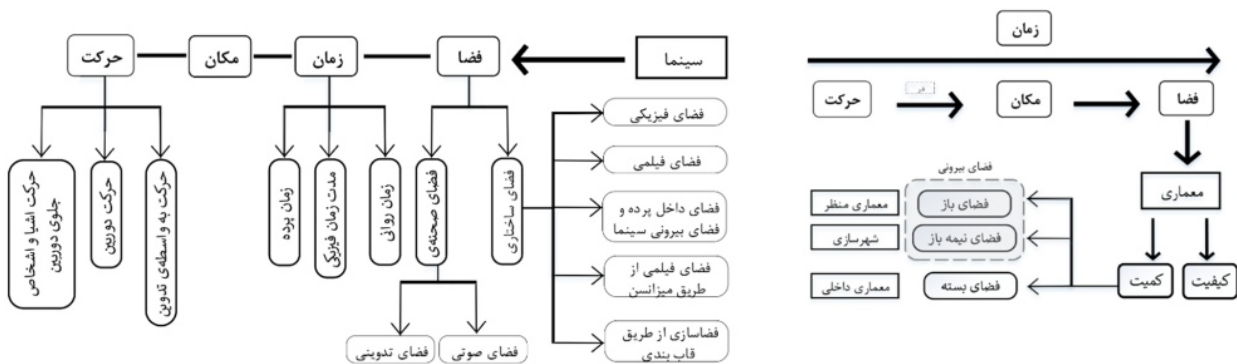 زمان
فضا
مکان
در
حرکت
معماری
کیفیت
کمیت
فضای بیرونی
فضای باز
فضای نیمه باز
فضای بسته
معماری منظر
شهرسازی
معماری داخلی
سینما
فضا
زمان
مکان
حرکت
فضای ساختاری
فضای صحنه‌ی
زمان روانی
مدت زمان فیزیکی
زمان پرده
حرکت به واسطه‌ی تدوین
حرکت دوربین
حرکت اشیا و اشخاص
جلوی دوربین
فضای فیزیکی
فضای فیلمی
فضای داخل پرده و
فضای بیرونی سینما
فضای فیلمی از
طریق میزانسن
فضاسازی از طریق
قاب بندی
فضای صوتی
فضای تدوینی